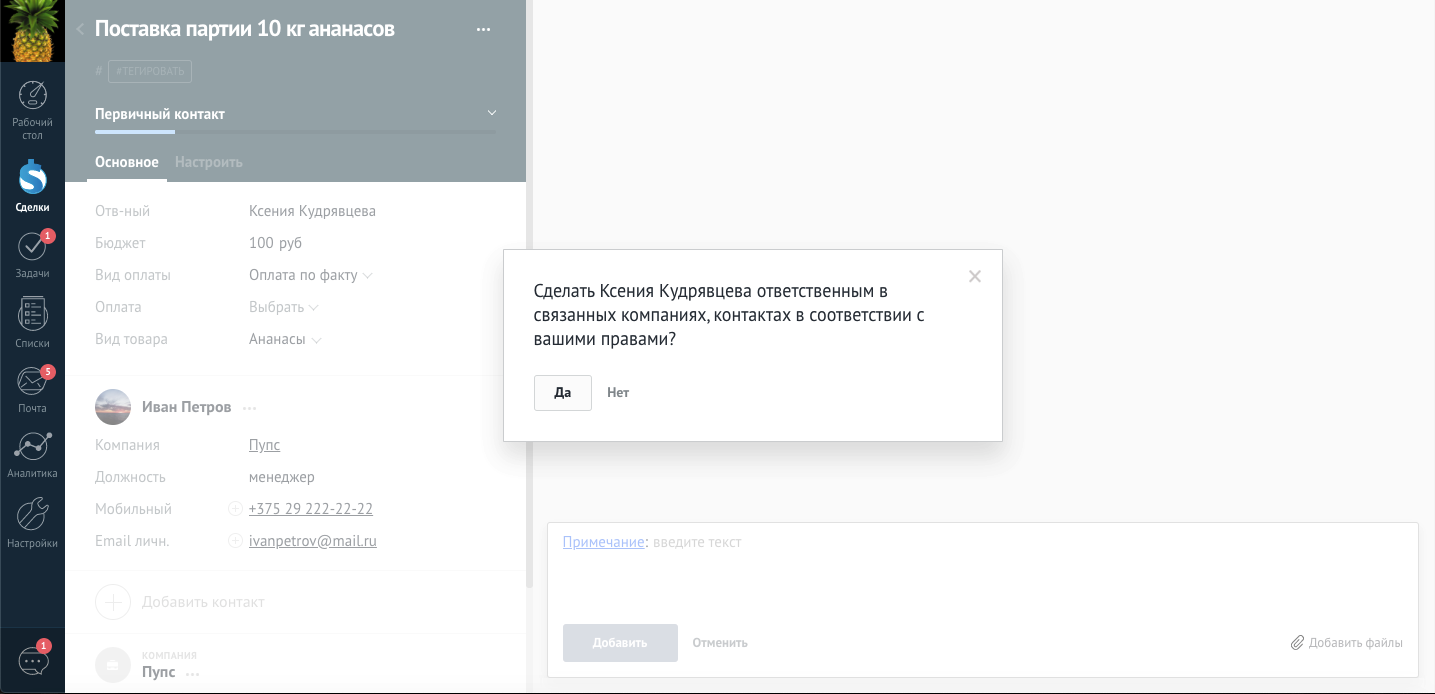 Рабочий
стол
Сделки
1
Задачи
Списки
5
Почта
Аналитика
Настройки
1
Поставка партии 10 кг ананасов
# #ТЕГИРОВАТЬ
Первичный контакт
Основное Настроить
Отв-ный Ксения Кудрявцева
Бюджет 100 руб
Вид оплаты Оплата по факту
Оплата Выбрать
Вид товара Ананасы
Иван Петров
Компания Пупс
Должность менеджер
Мобильный +375 29 222-22-22
Email личн. ivanpetrov@mail.ru
Добавить контакт
КОМПАНИЯ
Пупс
Сделать Ксения Кудрявцева ответственным в
связанных компаниях, контактах в соответствии с
вашими правами?
Да Нет
Примечание: введите текст
Добавить Отменить Добавить файлы